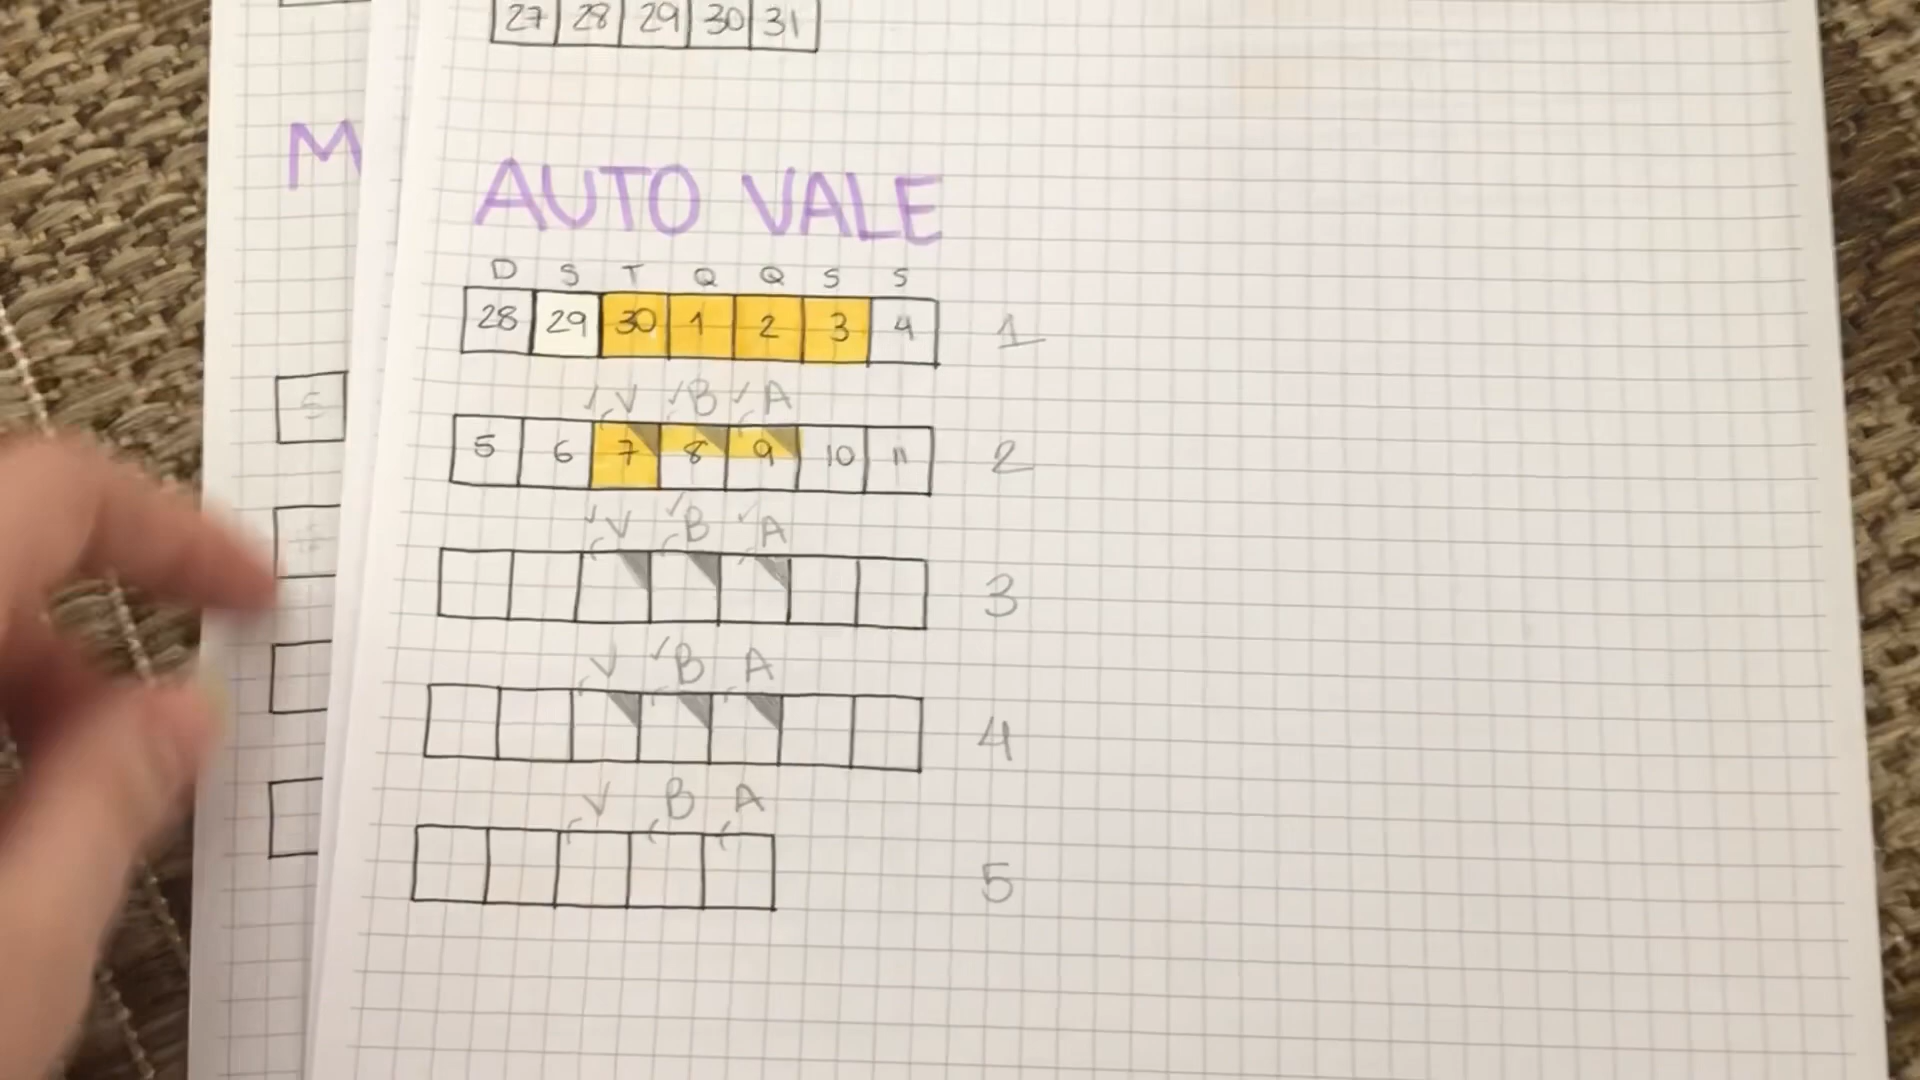 27 28 29 30 31
M
AUTO VALE
D S T Q Q S S
28 29 30 1 2 3 4 1
V B A
5 6 7 8 9 10 11 2
V B A
3
V B A
4
V B A
5